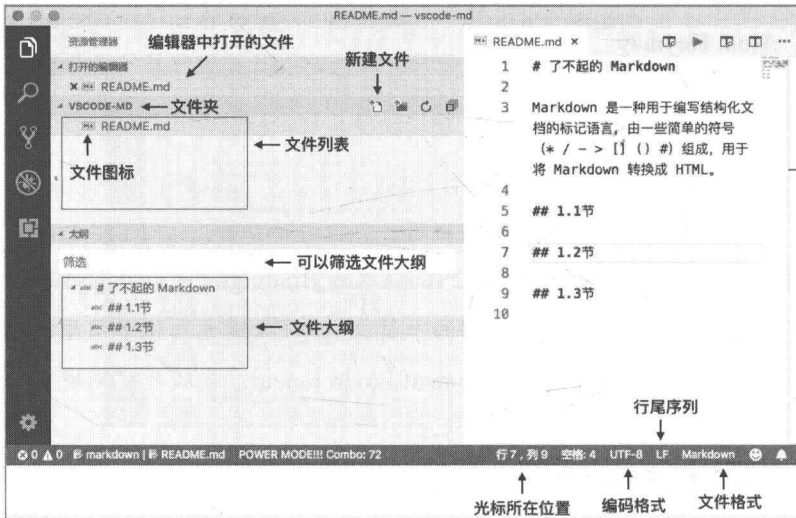 README.md — vscode-md
资源管理器
编辑器中打开的文件
打开的编辑器
README.md
新建文件
VSCODE-MD
文件夹
README.md
文件列表
文件图标
大纲
筛选
可以筛选文件大纲
abc # 了不起的 Markdown
abc ## 1.1节
abc ## 1.2节
abc ## 1.3节
文件大纲
README.md ×
1 # 了不起的 Markdown
2
3 Markdown 是一种用于编写结构化文
档的标记语言，由一些简单的符号
（* / — > [] () #）组成，用于
将 Markdown 转换成 HTML。
4
5 ## 1.1节
6
7 ## 1.2节
8
9 ## 1.3节
10
行尾序列
0 0 markdown | README.md POWER MODE!!! Combo: 72 行 7，列 9 空格: 4 UTF-8 LF Markdown
光标所在位置 编码格式 文件格式